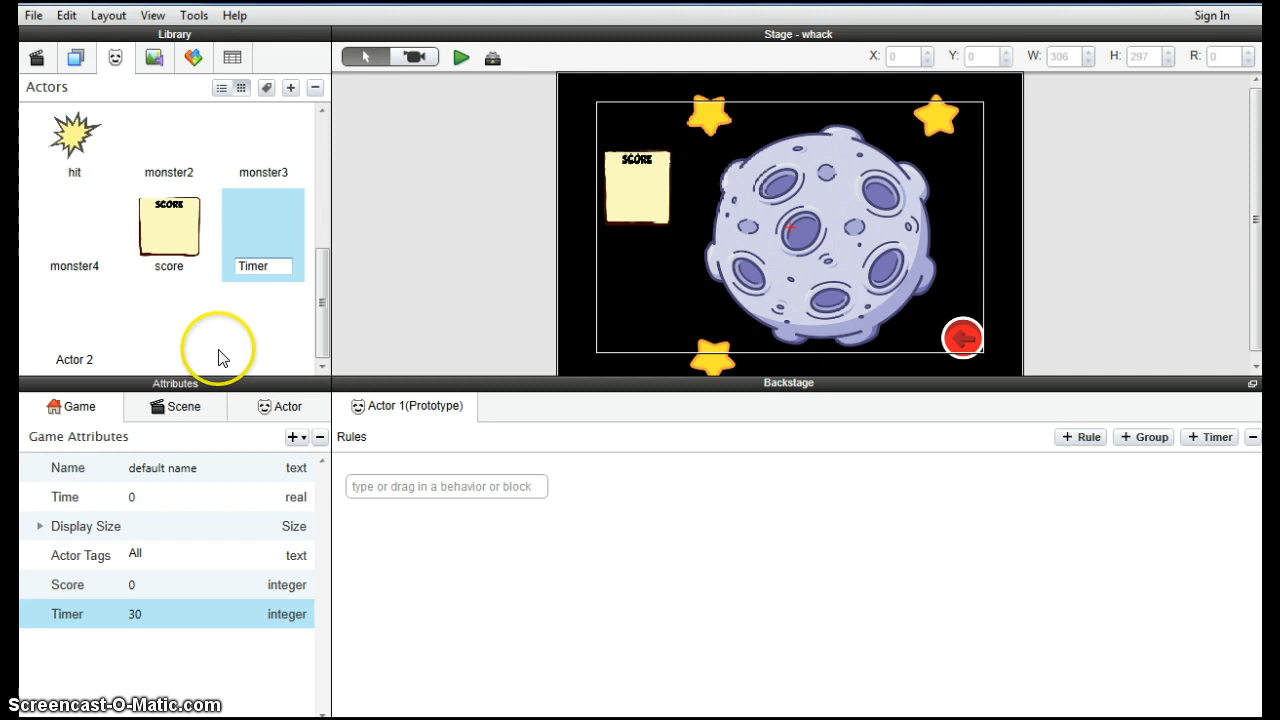 File Edit Layout View Tools Help Sign In
Library Stage - whack
X: 0 Y: 0 W: 306 H: 297 R: 0
Actors
hit monster2 monster3
SCORE
SCORE
monster4 score Timer
Actor 2
Attributes Backstage
Game Scene Actor Actor 1(Prototype)
Game Attributes Rules + Rule + Group + Timer
Name default name text
type or drag in a behavior or block
Time 0 real
Display Size Size
Actor Tags All text
Score 0 integer
Timer 30 integer
Screencast-O-Matic.com